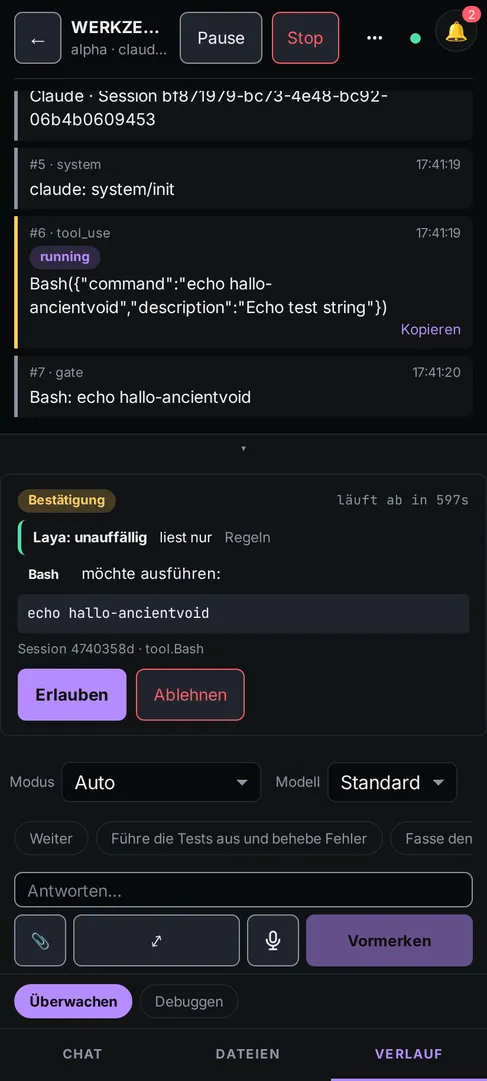 ←
WERKZE...
alpha · claud...
Pause
Stop
...
2
Claude · Session bf871979-bc73-4e48-bc92-
06b4b0609453
#5 · system 17:41:19
claude: system/init
#6 · tool_use 17:41:19
running
Bash({"command":"echo hallo-
ancientvoid","description":"Echo test string"})
Kopieren
#7 · gate 17:41:20
Bash: echo hallo-ancientvoid
Bestätigung läuft ab in 597s
Laya: unauffällig liest nur Regeln
Bash möchte ausführen:
echo hallo-ancientvoid
Session 4740358d · tool.Bash
Erlauben Ablehnen
Modus Auto Modell Standard
Weiter Führe die Tests aus und behebe Fehler Fasse den
Antworten...
Vormerken
Überwachen Debuggen
CHAT DATEIEN VERLAUF